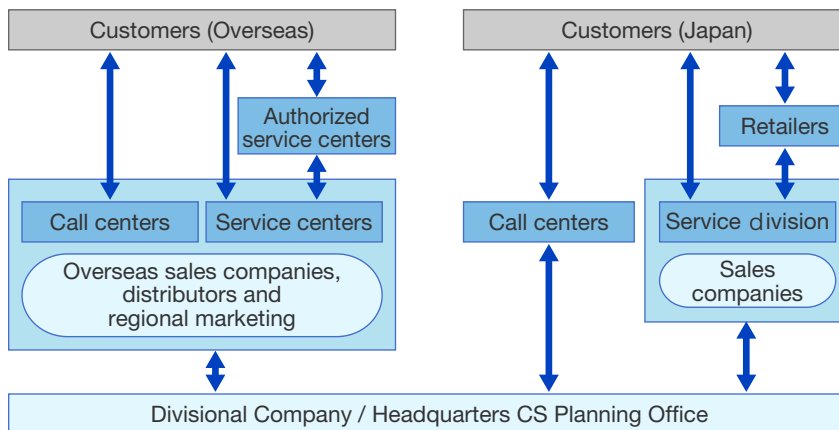 Customers (Overseas)
Customers (Japan)
Authorized
service centers
Retailers
Call centers
Service centers
Call centers
Service division
Overseas sales companies,
distributors and
regional marketing
Sales
companies
Divisional Company / Headquarters CS Planning Office